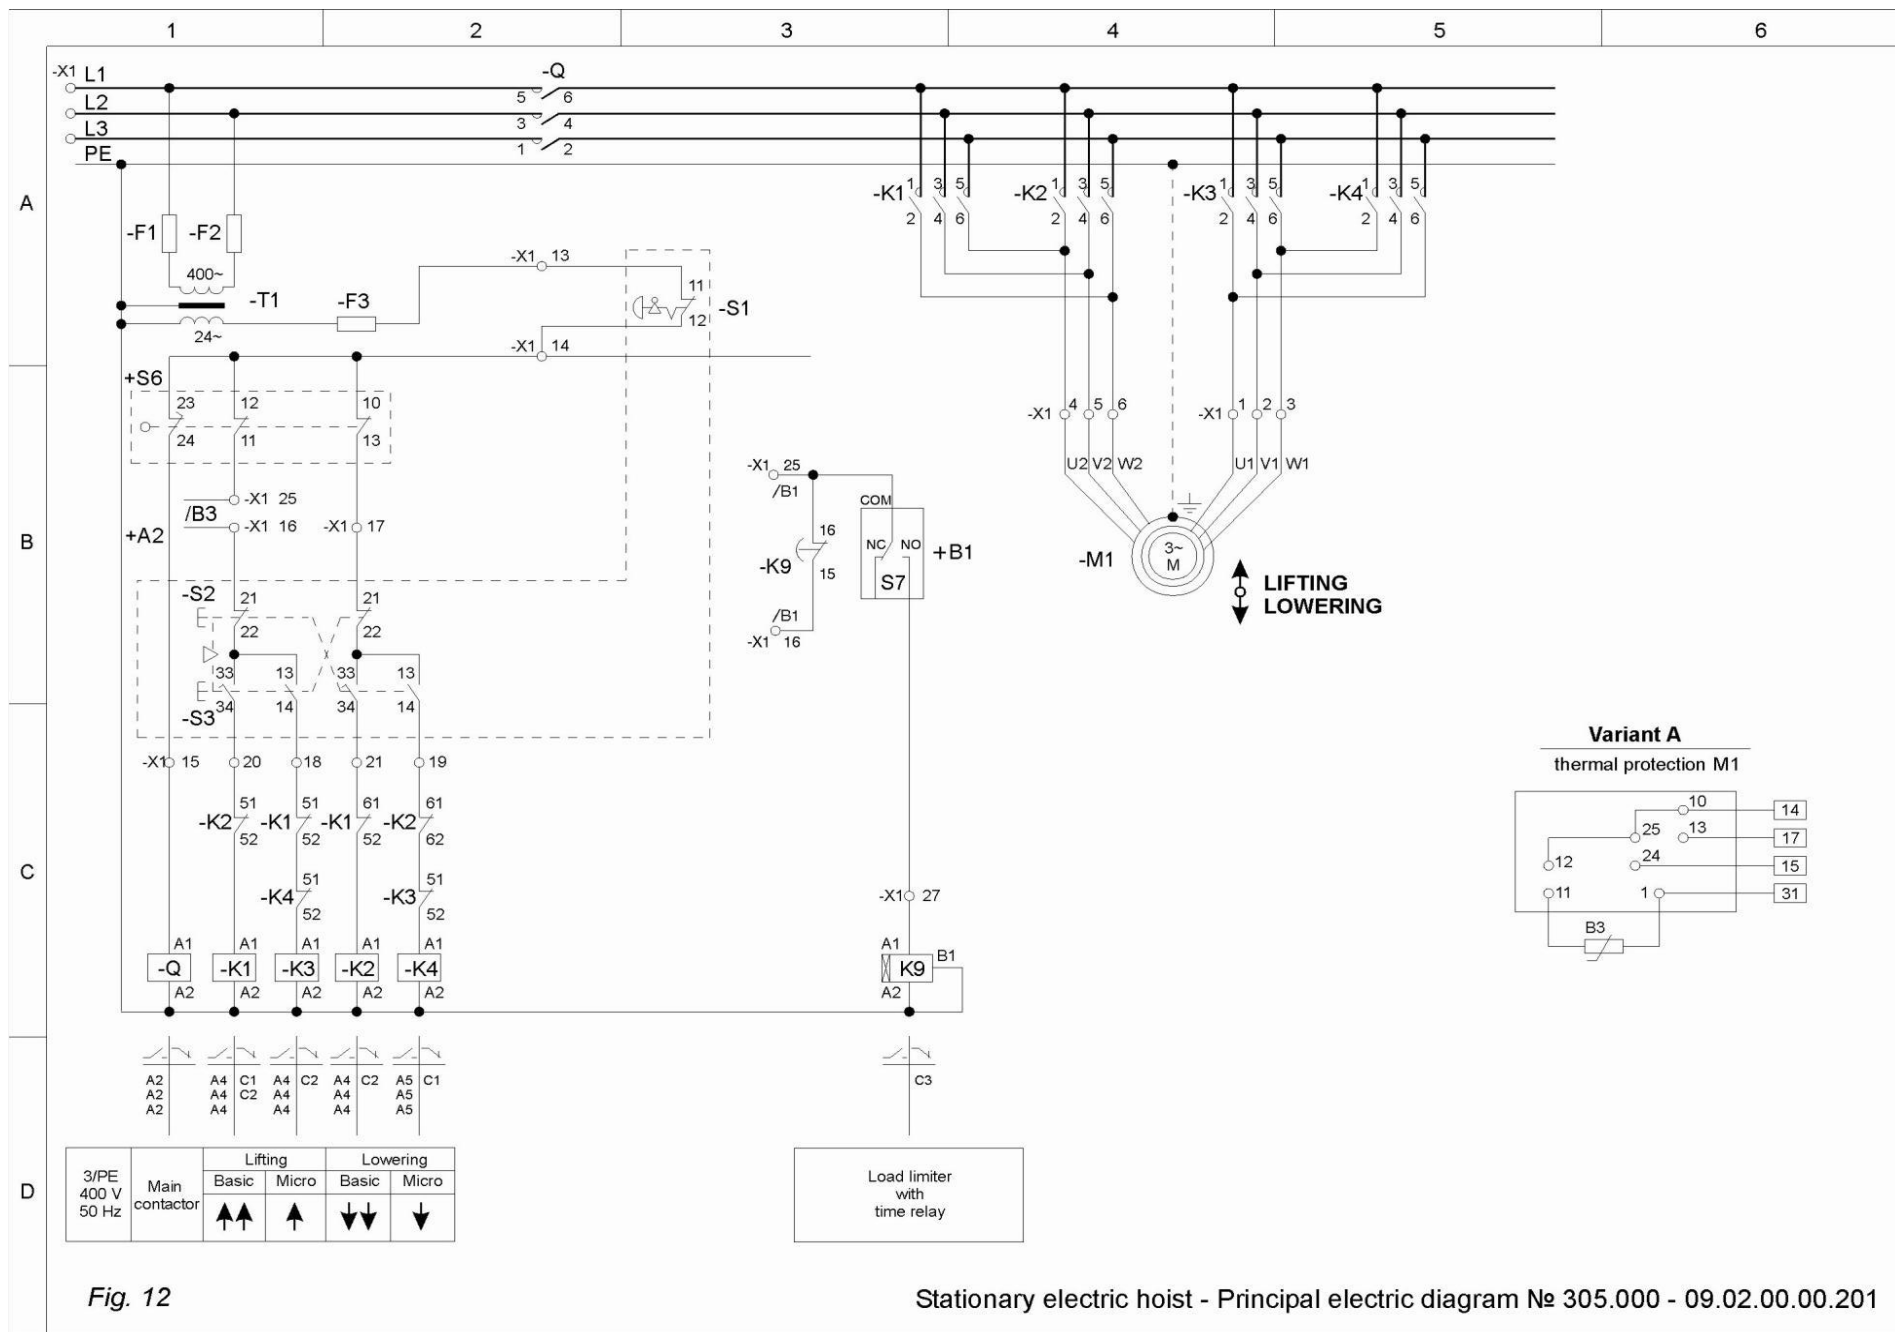 1 2 3 4 5 6
-X1 L1
-Q
5 6
L2
3 4
L3
1 2
PE
A
-K1 1 3 5
2 4 6
-K2 1 3 5
2 4 6
-K3 1 3 5
2 4 6
-K4 1 3 5
2 4 6
-F1 -F2
400~
-T1
-F3
24~
-X1 13
11
-S1
12
-X1 14
+S6
23 12 10
24 11 13
-X1 4 5 6
-X1 1 2 3
U2 V2 W2
U1 V1 W1
B
-X1 25
/B3
-X1 16
-X1 17
+A2
-X1 25
/B1
COM
16
-K9
15
NC NO
+B1
S7
/B1
-X1 16
-M1
3~
M
LIFTING
LOWERING
-S2
21 21
22 22
33 13 33 13
34 14 34 14
-S3
C
-X1 15 20 18 21 19
51 51 61 61
-K2 -K1 -K1 -K2
52 52 52 62
51 51
-K4 -K3
52 52
-X1 27
A1 A1 A1 A1 A1
-Q -K1 -K3 -K2 -K4
A2 A2 A2 A2 A2
A1 B1
K9
A2
Variant A
thermal protection M1
10 14
25 13 17
12 24 15
11 1 31
B3
D
A2 A4 C1 A4 C2 A4 C2 A5 C1 C3
A2 A4 C2 A4 A4 A5
A2 A4 A4 A4 A5
3/PE
400 V
50 Hz
Main
contactor
Lifting Lowering
Basic Micro Basic Micro
Load limiter
with
time relay
Fig. 12
Stationary electric hoist - Principal electric diagram № 305.000 - 09.02.00.00.201